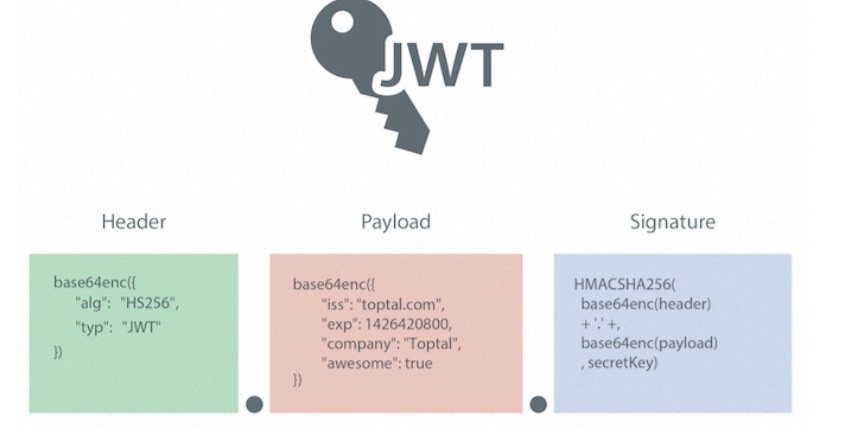 JWT
Header
Payload
Signature
base64enc({
"alg": "HS256",
"typ": "JWT"
})
base64enc({
"iss": "toptal.com",
"exp": 1426420800,
"company": "Toptal",
"awesome": true
})
HMACSHA256(
base64enc(header)
+ '.' +,
base64enc(payload)
, secretKey)